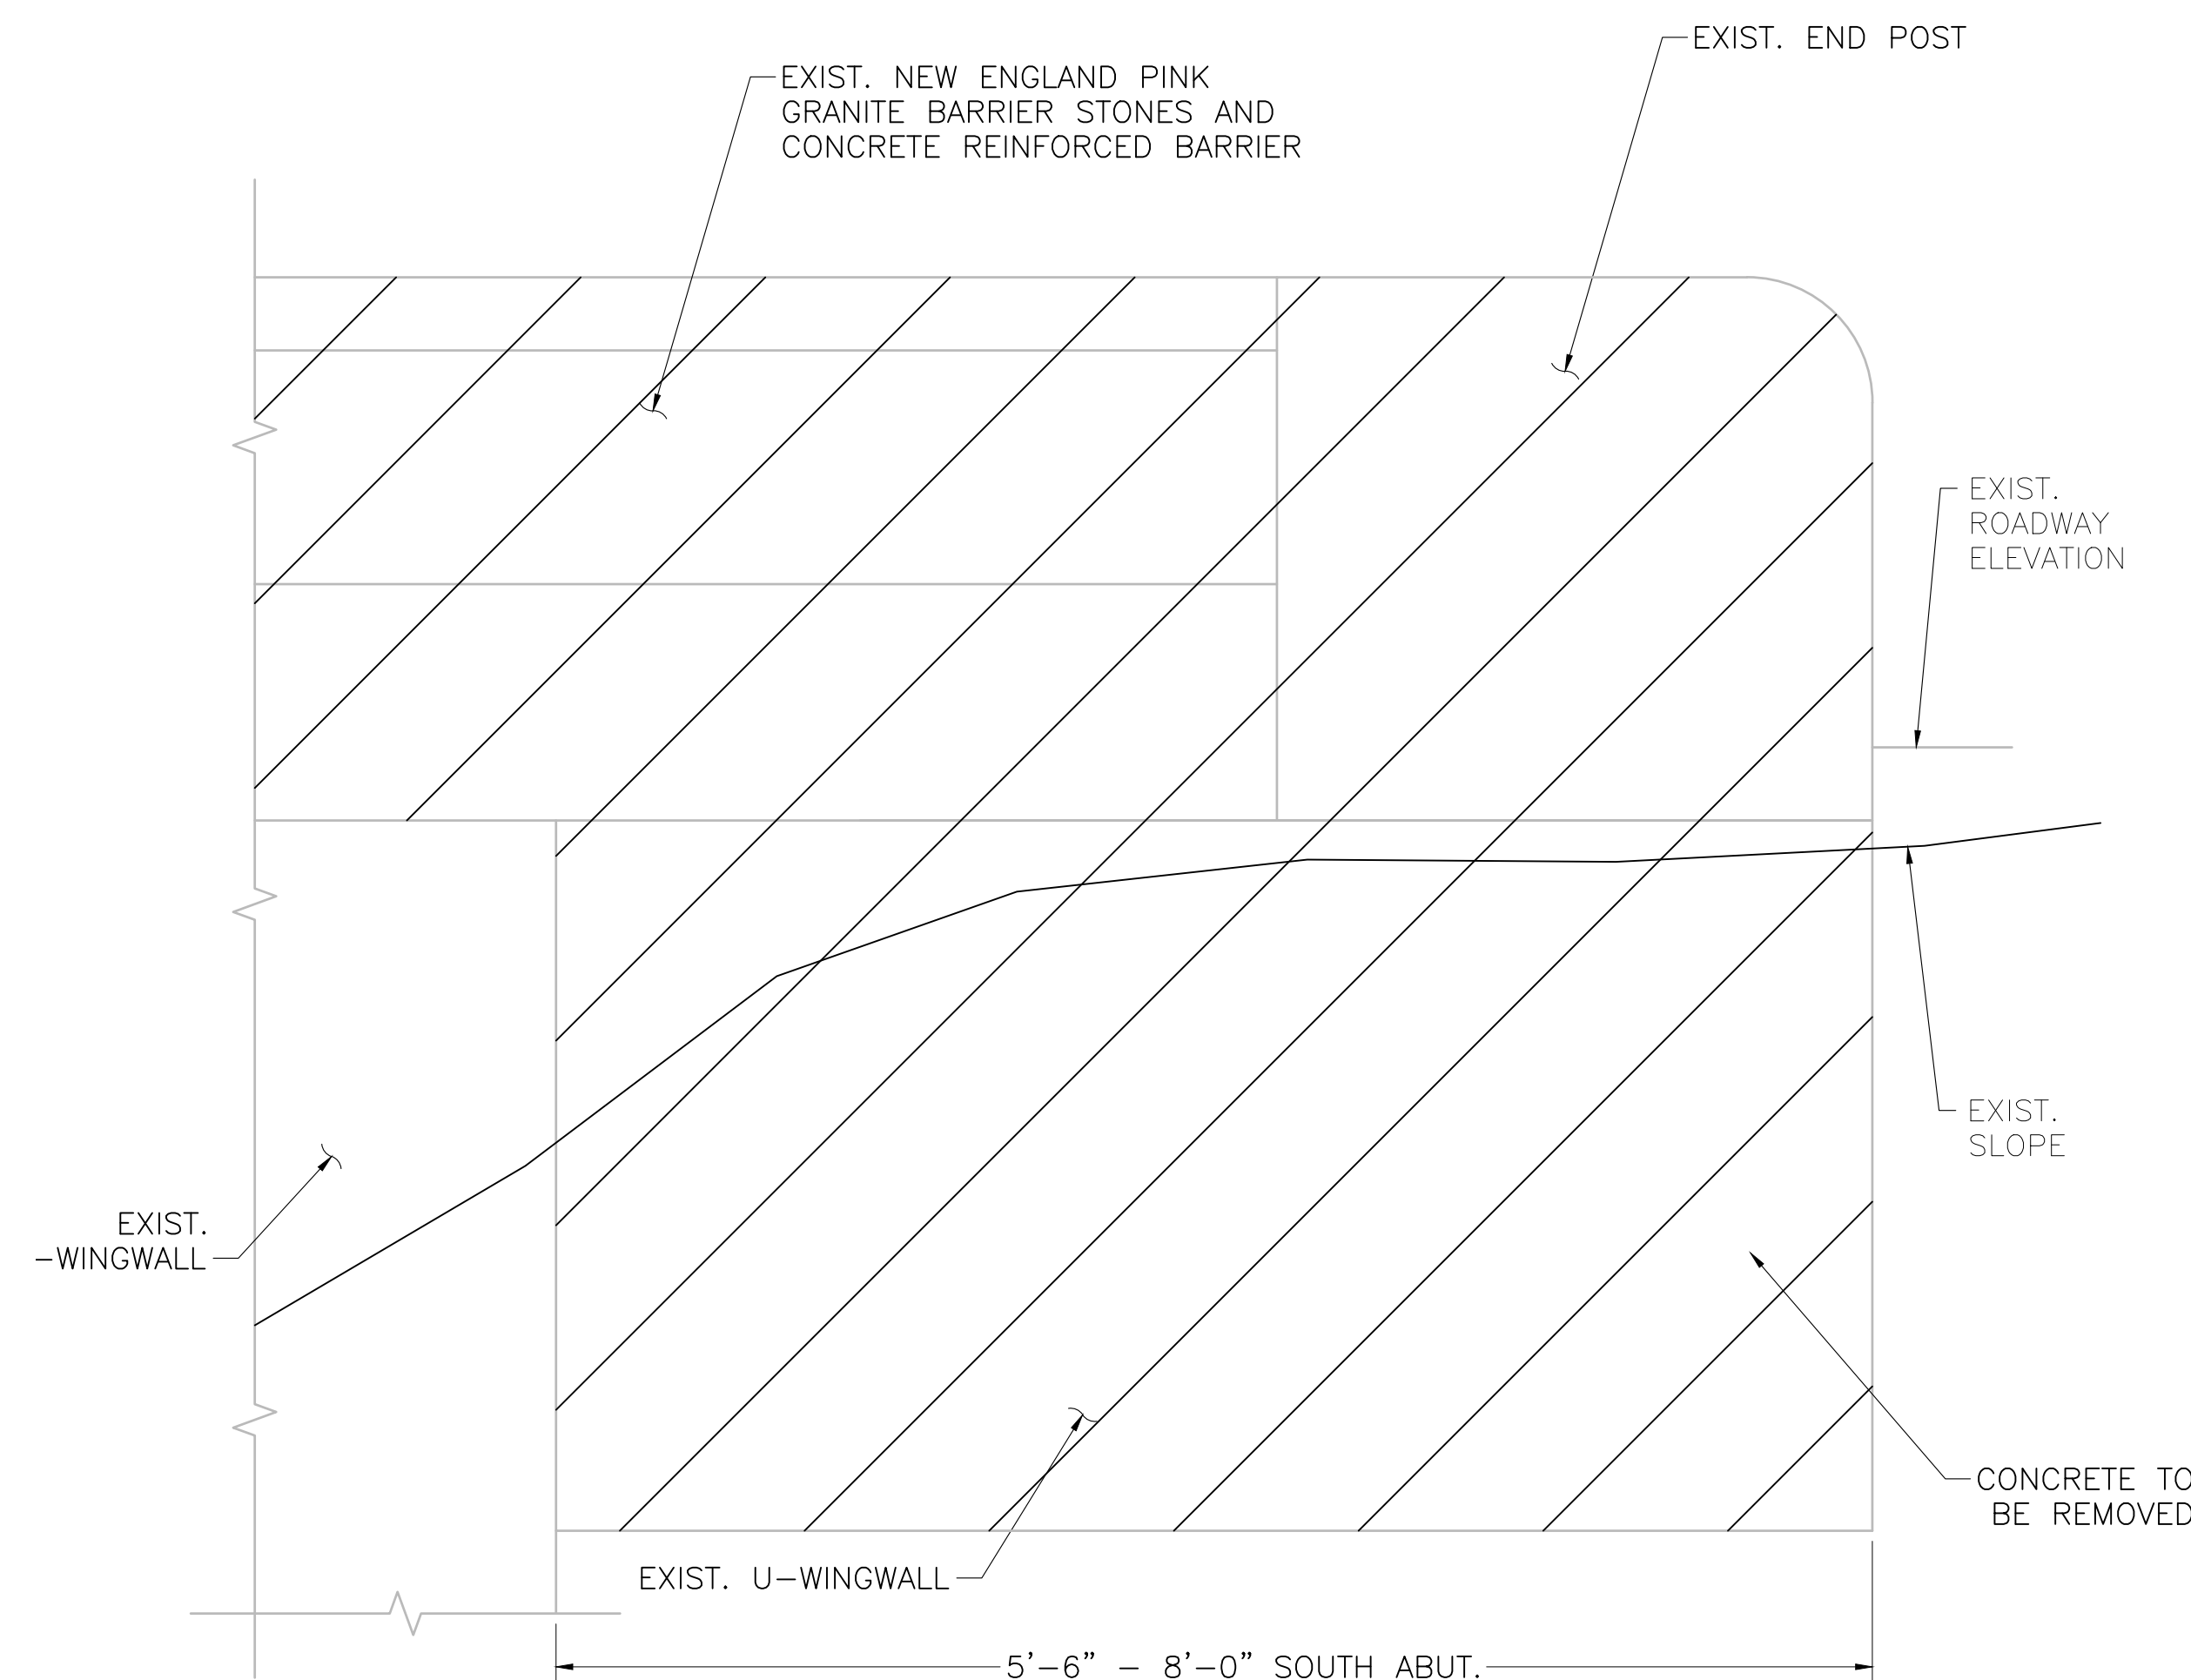 EXIST. END POST
EXIST. NEW ENGLAND PINK
GRANITE BARRIER STONES AND
CONCRETE REINFORCED BARRIER
EXIST.
ROADWAY
ELEVATION
EXIST.
SLOPE
EXIST.
-WINGWALL
CONCRETE TO
BE REMOVED
EXIST. U-WINGWALL
5'-6" - 8'-0" SOUTH ABUT.